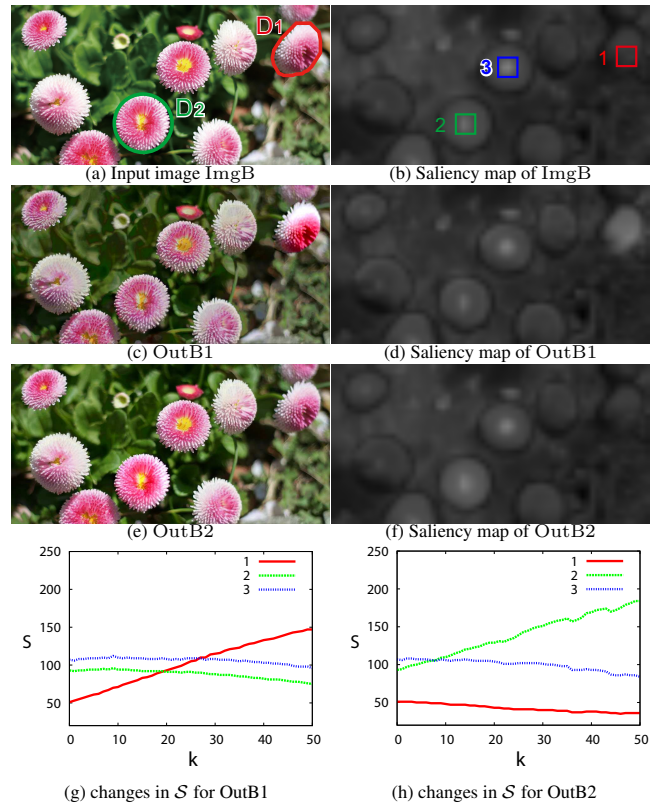 D1
D2
3
1
2
(a) Input image ImgB
(b) Saliency map of ImgB
(c) OutB1
(d) Saliency map of OutB1
(e) OutB2
(f) Saliency map of OutB2
250
200
150
100
50
S
1
2
3
0 10 20 30 40 50
k
250
200
150
100
50
S
1
2
3
0 10 20 30 40 50
k
(g) changes in S for OutB1
(h) changes in S for OutB2